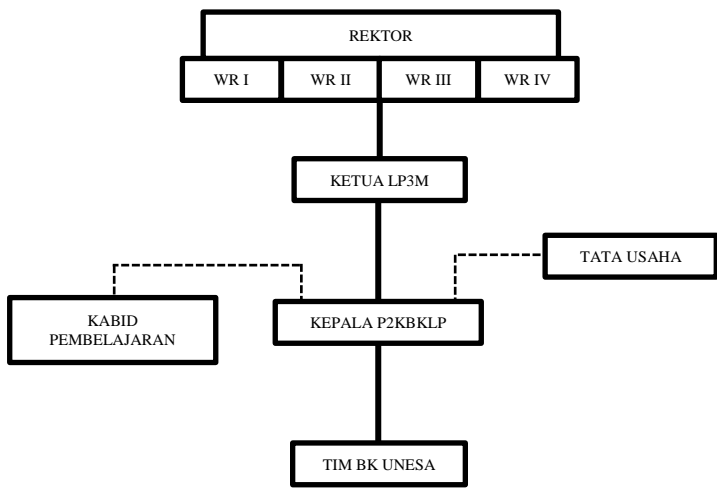 REKTOR
WR I
WR II
WR III
WR IV
KETUA LP3M
TATA USAHA
KABID
PEMBELAJARAN
KEPALA P2KBKLP
TIM BK UNESA